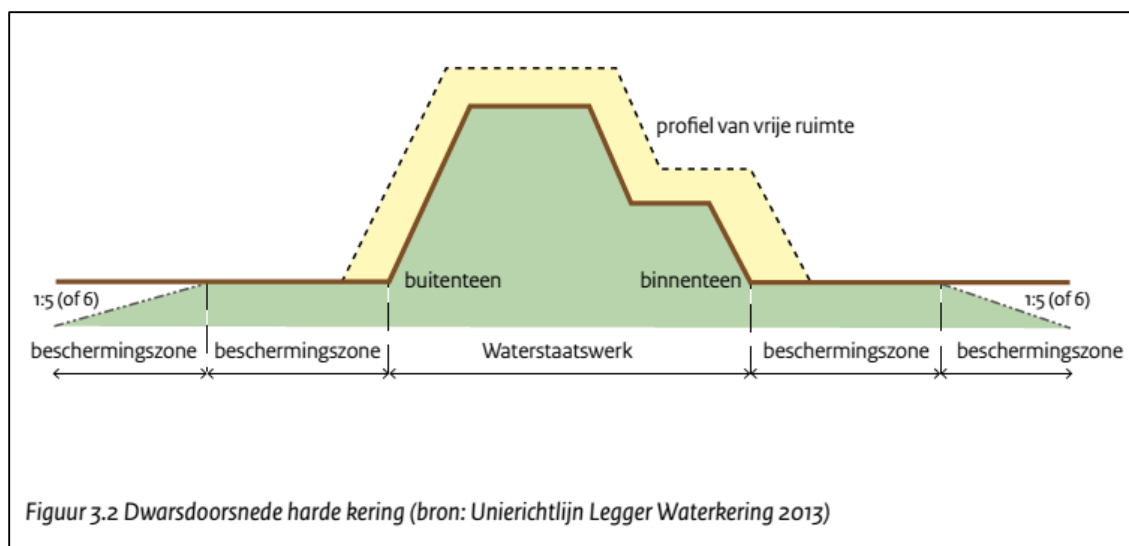 profiel van vrije ruimte
buitenteen
binnenteen
1:5 (of 6)
1:5 (of 6)
beschermingszone
beschermingszone
Waterstaatswerk
beschermingszone
beschermingszone
Figuur 3.2 Dwarsdoorsnede harde kering (bron: Unierichtlijn Legger Waterkering 2013)